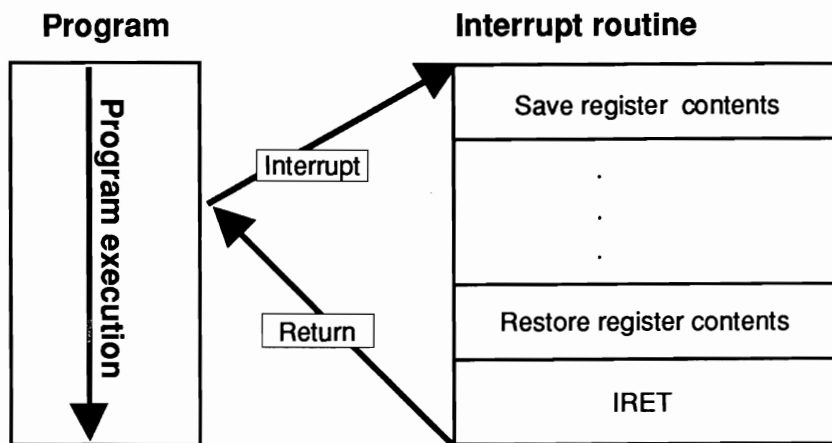 Program
Interrupt routine
Program execution
Save register contents
Interrupt
.
.
.
Restore register contents
Return
IRET